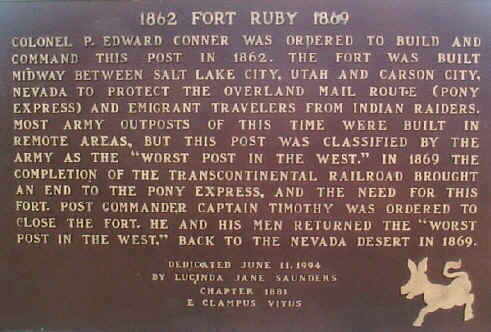 1862 FORT RUBY 1869
COLONEL P. EDWARD CONNER WAS ORDERED TO BUILD AND
COMMAND THIS POST IN 1862. THE FORT WAS BUILT
MIDWAY BETWEEN SALT LAKE CITY, UTAH AND CARSON CITY,
NEVADA TO PROTECT THE OVERLAND MAIL ROUTE (PONY
EXPRESS) AND EMIGRANT TRAVELERS FROM INDIAN RAIDERS.
MOST ARMY OUTPOSTS OF THIS TIME WERE BUILT IN
REMOTE AREAS, BUT THIS POST WAS CLASSIFIED BY THE
ARMY AS THE "WORST POST IN THE WEST." IN 1869 THE
COMPLETION OF THE TRANSCONTINENTAL RAILROAD BROUGHT
AN END TO THE PONY EXPRESS, AND THE NEED FOR THIS
FORT. POST COMMANDER CAPTAIN TIMOTHY WAS ORDERED TO
CLOSE THE FORT. HE AND HIS MEN RETURNED THE "WORST
POST IN THE WEST," BACK TO THE NEVADA DESERT IN 1869.
DEDICATED JUNE 11, 1994
BY LUCINDA JANE SAUNDERS
CHAPTER 1881
E CLAMPUS VITUS